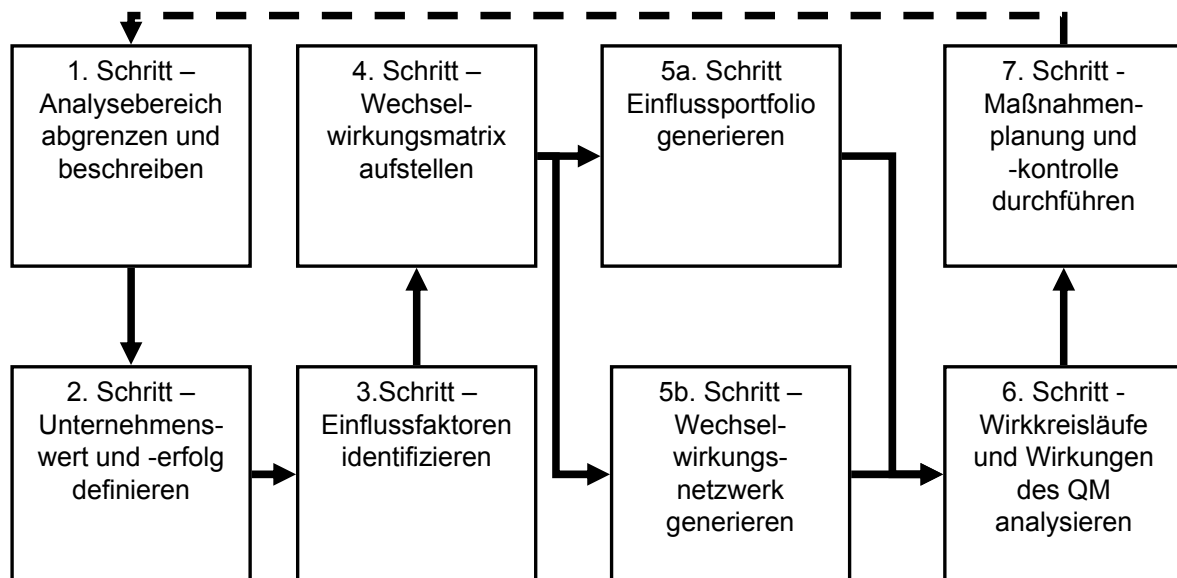 1. Schritt –
Analysebereich
abgrenzen und
beschreiben
2. Schritt –
Unternehmens-
wert und -erfolg
definieren
3.Schritt –
Einflussfaktoren
identifizieren
4. Schritt –
Wechsel-
wirkungsmatrix
aufstellen
5a. Schritt
Einflussportfolio
generieren
5b. Schritt –
Wechsel-
wirkungs-
netzwerk
generieren
6. Schritt -
Wirkkreisläufe
und Wirkungen
des QM
analysieren
7. Schritt -
Maßnahmen-
planung und
-kontrolle
durchführen